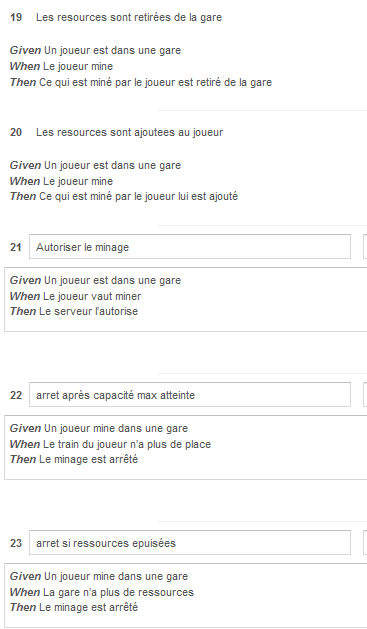 19 Les resources sont retirées de la gare
Given Un joueur est dans une gare
When Le joueur mine
Then Ce qui est miné par le joueur est retiré de la gare
20 Les resources sont ajoutees au joueur
Given Un joueur est dans une gare
When Le joueur mine
Then Ce qui est miné par le joueur lui est ajouté
21 Autoriser le minage
Given Un joueur est dans une gare
When Le joueur vaut miner
Then Le serveur l'autorise
22 arret après capacité max atteinte
Given Un joueur mine dans une gare
When Le train du joueur n'a plus de place
Then Le minage est arrêté
23 arret si ressources epuisées
Given Un joueur mine dans une gare
When La gare n'a plus de ressources
Then Le minage est arrêté